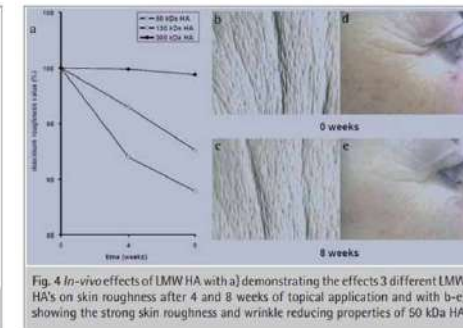 a
50 kDa HA
130 kDa HA
300 kDa HA
maximum roughness value (%)
time (weeks)
0 4 8
b
d
0 weeks
c
e
8 weeks
Fig. 4 In-vivo effects of LMW HA with a) demonstrating the effects 3 different LMW
HA's on skin roughness after 4 and 8 weeks of topical application and with b-e)
showing the strong skin roughness and wrinkle reducing properties of 50 kDa HA